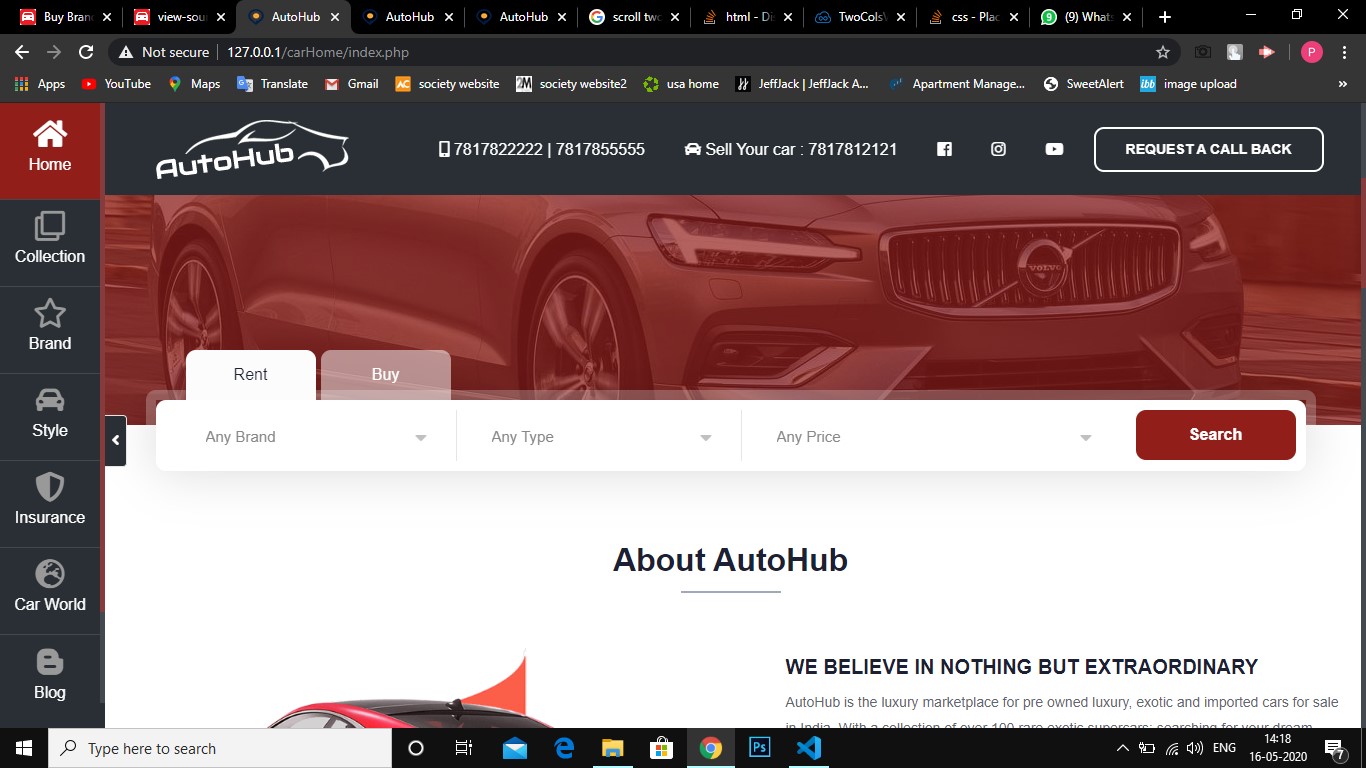 Buy Bran
view-sou
AutoHub
AutoHub
AutoHub
scroll two
html - Di
TwoColsV
css - Plac
(9) Whats
Not secure 127.0.0.1/carHome/index.php
P
Apps YouTube Maps Translate Gmail society website society website2 usa home JeffJack | JeffJack A... Apartment Manage... SweetAlert ibb image upload »
Home
AutoHub
7817822222 | 7817855555
Sell Your car : 7817812121
REQUEST A CALL BACK
Collection
Brand
Style
Insurance
Car World
Blog
VOLVO
Rent
Buy
Any Brand
Any Type
Any Price
Search
About AutoHub
WE BELIEVE IN NOTHING BUT EXTRAORDINARY
AutoHub is the luxury marketplace for pre owned luxury, exotic and imported cars for sale
in India. With a collection of over 100 rare exotic supercars; searching for your dream
Type here to search
Ps
ENG
14:18
16-05-2020
7